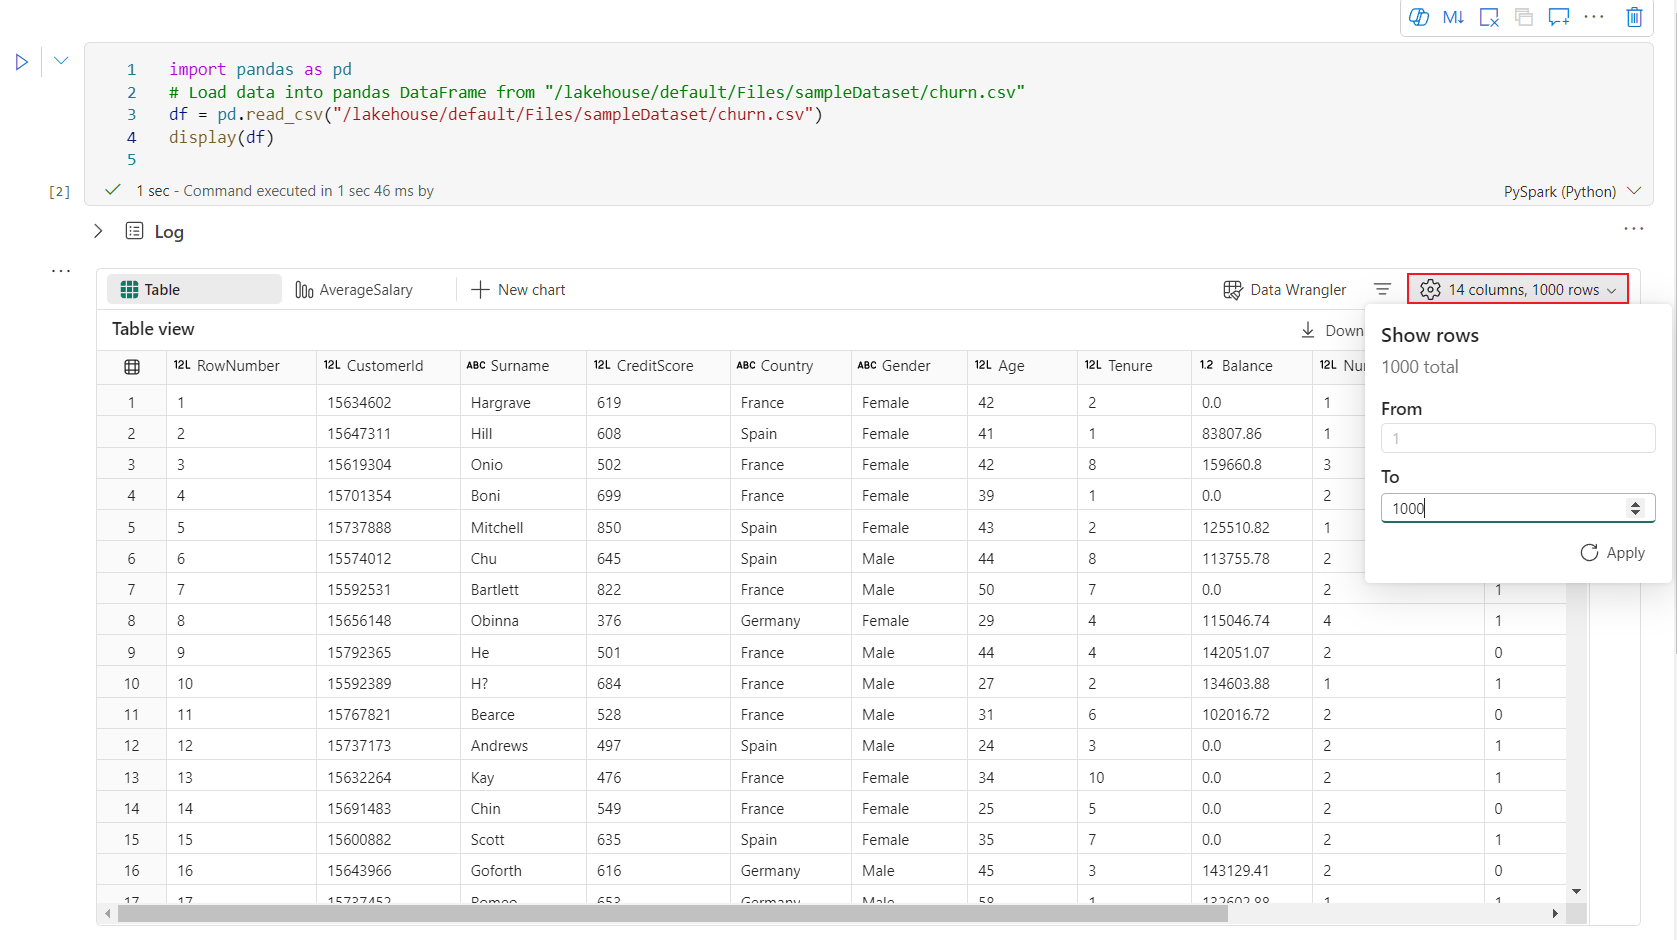 M↓
1 import pandas as pd
2 # Load data into pandas DataFrame from "/lakehouse/default/Files/sampleDataset/churn.csv"
3 df = pd.read_csv("/lakehouse/default/Files/sampleDataset/churn.csv")
4 display(df)
5
[2] 1 sec - Command executed in 1 sec 46 ms by PySpark (Python)
Log
Table AverageSalary New chart Data Wrangler 14 columns, 1000 rows
Table view Down
Show rows
1000 total
From
1
To
1000
Apply
12L RowNumber 12L CustomerId ABC Surname 12L CreditScore ABC Country ABC Gender 12L Age 12L Tenure 1.2 Balance 12L Nu
1 1 15634602 Hargrave 619 France Female 42 2 0.0 1
2 2 15647311 Hill 608 Spain Female 41 1 83807.86 1
3 3 15619304 Onio 502 France Female 42 8 159660.8 3
4 4 15701354 Boni 699 France Female 39 1 0.0 2
5 5 15737888 Mitchell 850 Spain Female 43 2 125510.82 1
6 6 15574012 Chu 645 Spain Male 44 8 113755.78 2
7 7 15592531 Bartlett 822 France Male 50 7 0.0 2 1
8 8 15656148 Obinna 376 Germany Female 29 4 115046.74 4 1
9 9 15792365 He 501 France Male 44 4 142051.07 2 0
10 10 15592389 H? 684 France Male 27 2 134603.88 1 1
11 11 15767821 Bearce 528 France Male 31 6 102016.72 2 0
12 12 15737173 Andrews 497 Spain Male 24 3 0.0 2 1
13 13 15632264 Kay 476 France Female 34 10 0.0 2 1
14 14 15691483 Chin 549 France Female 25 5 0.0 2 0
15 15 15600882 Scott 635 Spain Female 35 7 0.0 2 1
16 16 15643966 Goforth 616 Germany Male 45 3 143129.41 2 0
17 17 15737452 Romeo 653 Germany Male 58 1 132602.88 1 1